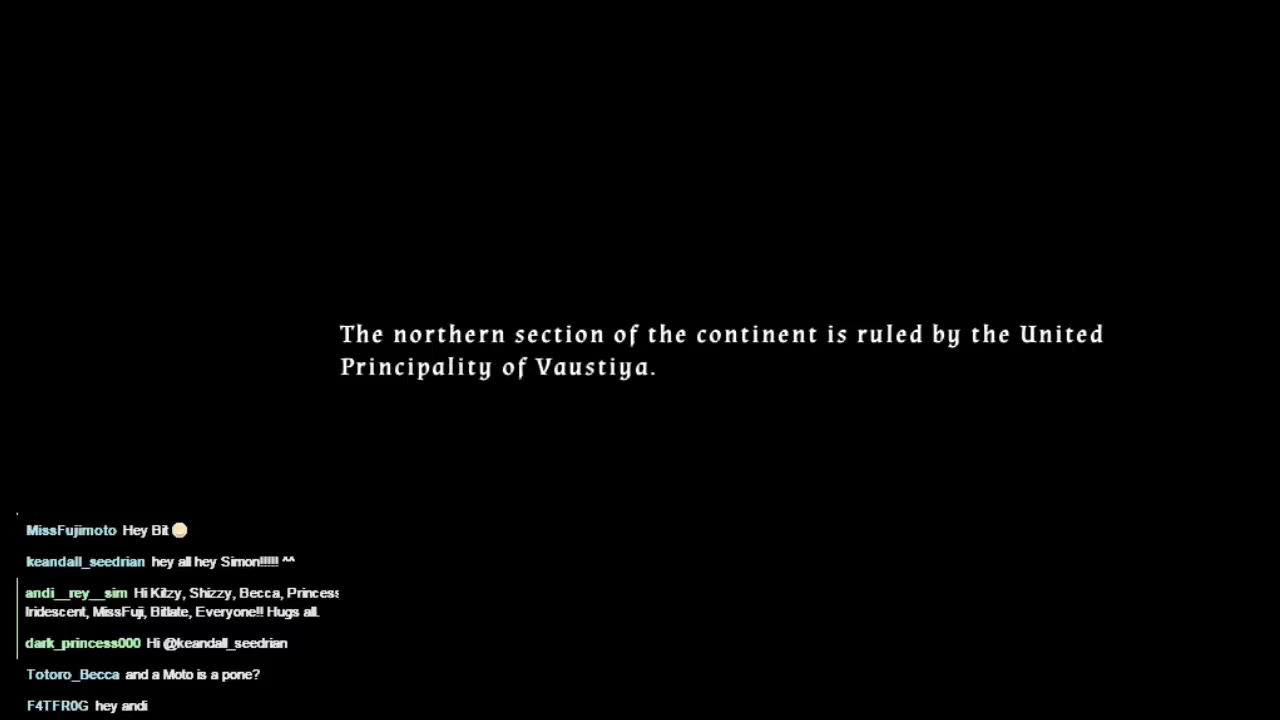 The northern section of the continent is ruled by the United
Principality of Vaustiya.
MissFujimoto Hey Bit
keandall_seedrian hey all hey Simon!!!!! ^^
andi__rey__sim Hi Kitzy, Shizzy, Becca, Princess
Iridescent, MissFuji, Bitlate, Everyone!! Hugs all.
dark_princess000 Hi @keandall_seedrian
Totoro_Becca and a Moto is a pone?
F4TFR0G hey andi